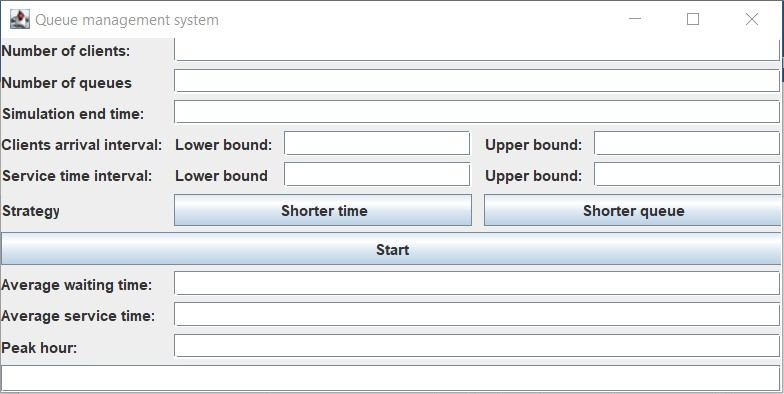 Queue management system
Number of clients:
Number of queues
Simulation end time:
Clients arrival interval: Lower bound: Upper bound:
Service time interval: Lower bound Upper bound:
Strategy Shorter time Shorter queue
Start
Average waiting time:
Average service time:
Peak hour: